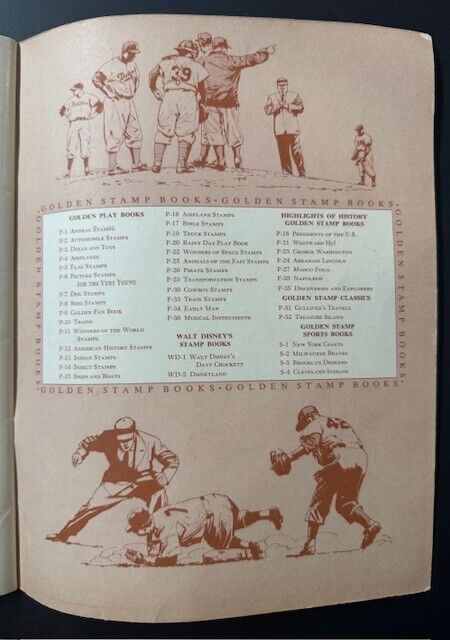 39
GOLDEN STAMP BOOKS · GOLDEN STAMP BOOKS ·
GOLDEN PLAY BOOKS
P-1 Animal Stamps
P-2 Automobile Stamps
P-3 Dolls and Toys
P-4 Airplanes
P-5 Flag Stamps
P-6 Picture Stamps
for the Very Young
P-7 Dog Stamps
P-8 Bird Stamps
P-9 Golden Fun Book
P-10 Trains
P-11 Wonders of the World
Stamps
P-12 American History Stamps
P-13 Indian Stamps
P-14 Insect Stamps
P-15 Ships and Boats
P-16 Airplane Stamps
P-17 Bible Stamps
P-19 Truck Stamps
P-20 Rainy Day Play Book
P-22 Wonders of Space Stamps
P-25 Animals of the Past Stamps
P-26 Pirate Stamps
P-29 Transportation Stamps
P-30 Cowboy Stamps
P-33 Train Stamps
P-34 Early Man
P-36 Musical Instruments
WALT DISNEY'S
STAMP BOOKS
WD-1 Walt Disney's
Davy Crockett
WD-2 Disneyland
HIGHLIGHTS OF HISTORY
GOLDEN STAMP BOOKS
P-18 Presidents of the U.S.
P-21 Westward Ho!
P-23 George Washington
P-24 Abraham Lincoln
P-27 Marco Polo
P-28 Napoleon
P-35 Discoverers and Explorers
GOLDEN STAMP CLASSICS
P-31 Gulliver's Travels
P-32 Treasure Island
GOLDEN STAMP
SPORTS BOOKS
S-1 New York Giants
S-2 Milwaukee Braves
S-3 Brooklyn Dodgers
S-4 Cleveland Indians
GOLDEN STAMP BOOKS
GOLDEN STAMP BOOKS
GOLDEN STAMP BOOKS · GOLDEN STAMP BOOKS ·
42